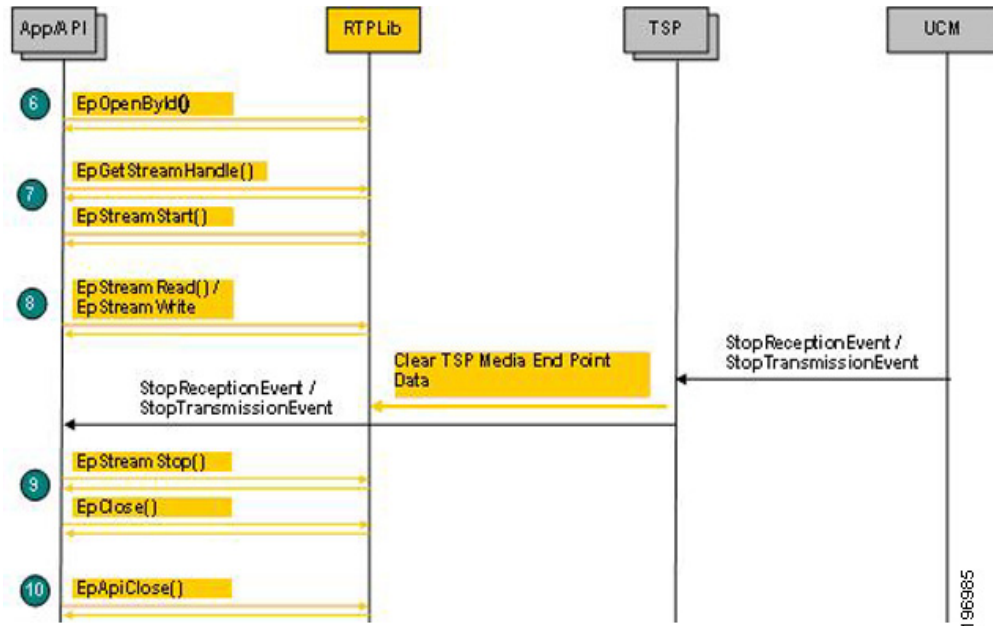 App/API
RTPLib
TSP
UCM
6
EpOpenById()
7
EpGetStreamHandle()
EpStreamStart()
8
EpStreamRead() /
EpStreamWrite
StopReceptionEvent /
StopTransmissionEvent
Clear TSP Media End Point
Data
StopReceptionEvent /
StopTransmissionEvent
9
EpStreamStop()
EpClose()
10
EpApiClose()
196985